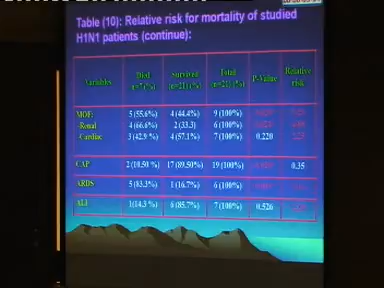 Table (10): Relative risk for mortality of studied
H1N1 patients (continue):
Variables Died Survived Total P-Value Relative
(n=7)(%) (n=21)(%) risk
MOF: 5 (55.6%) 4 (44.4%) 9 (100%)
-Renal 4 (66.6%) 2 (33.3) 6 (100%)
-Cardiac 3 (42.9 %) 4 (57.1%) 7 (100%) 0.220
CAP 2 (10.50 %) 17 (89.50%) 19 (100%) 0.35
ARDS 5 (83.3%) 1 (16.7%) 6 (100%)
ALI 1(14.3 %) 6 (85.7%) 7 (100%) 0.526